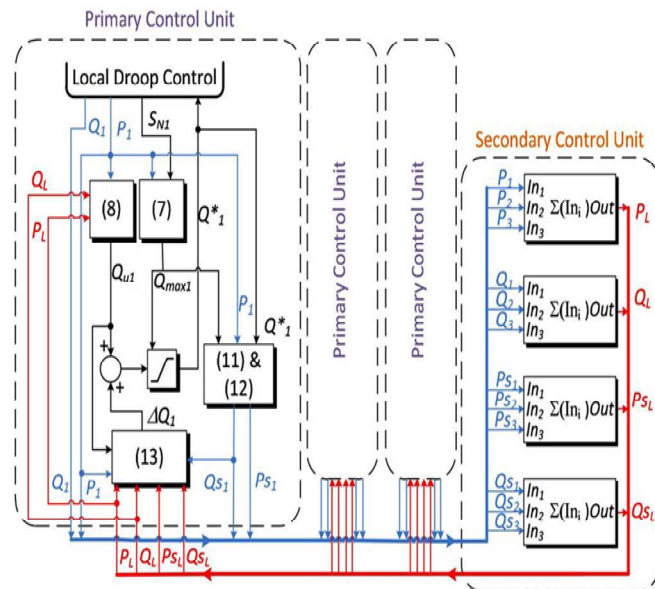 Primary Control Unit
Local Droop Control
Q1
P1
SN1
QL
PL
(8)
(7)
Q*1
Qu1
Qmax1
P1
Q*1
+
+
(11) &
(12)
ΔQ1
(13)
Q1
P1
Qs1
Ps1
PL
QL
PsL
QsL
Primary Control Unit
Primary Control Unit
Secondary Control Unit
P1
P2
P3
In1
In2 Σ(Ini)Out
In3
PL
Q1
Q2
Q3
In1
In2 Σ(Ini)Out
In3
QL
Ps1
Ps2
Ps3
In1
In2 Σ(Ini)Out
In3
PsL
Qs1
Qs2
Qs3
In1
In2 Σ(Ini)Out
In3
QsL